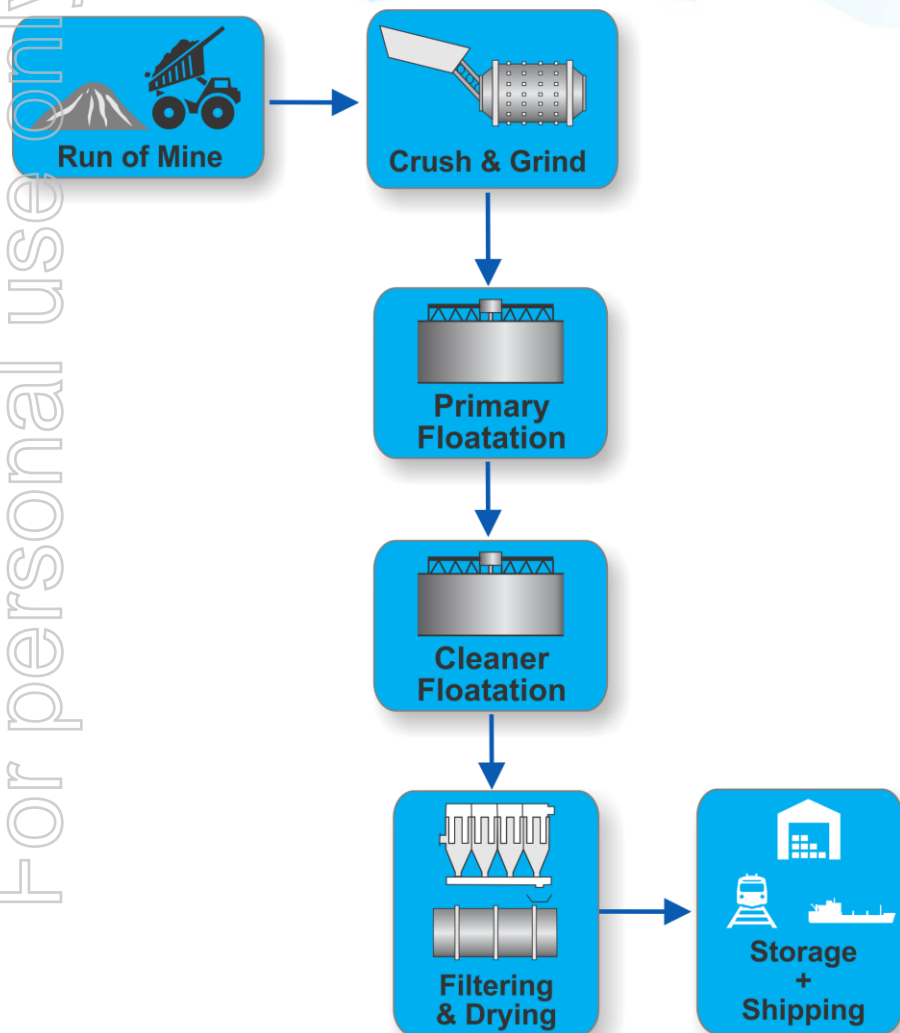 For personal use only
Run of Mine
Crush & Grind
Primary
Floatation
Cleaner
Floatation
Filtering
& Drying
Storage
+
Shipping